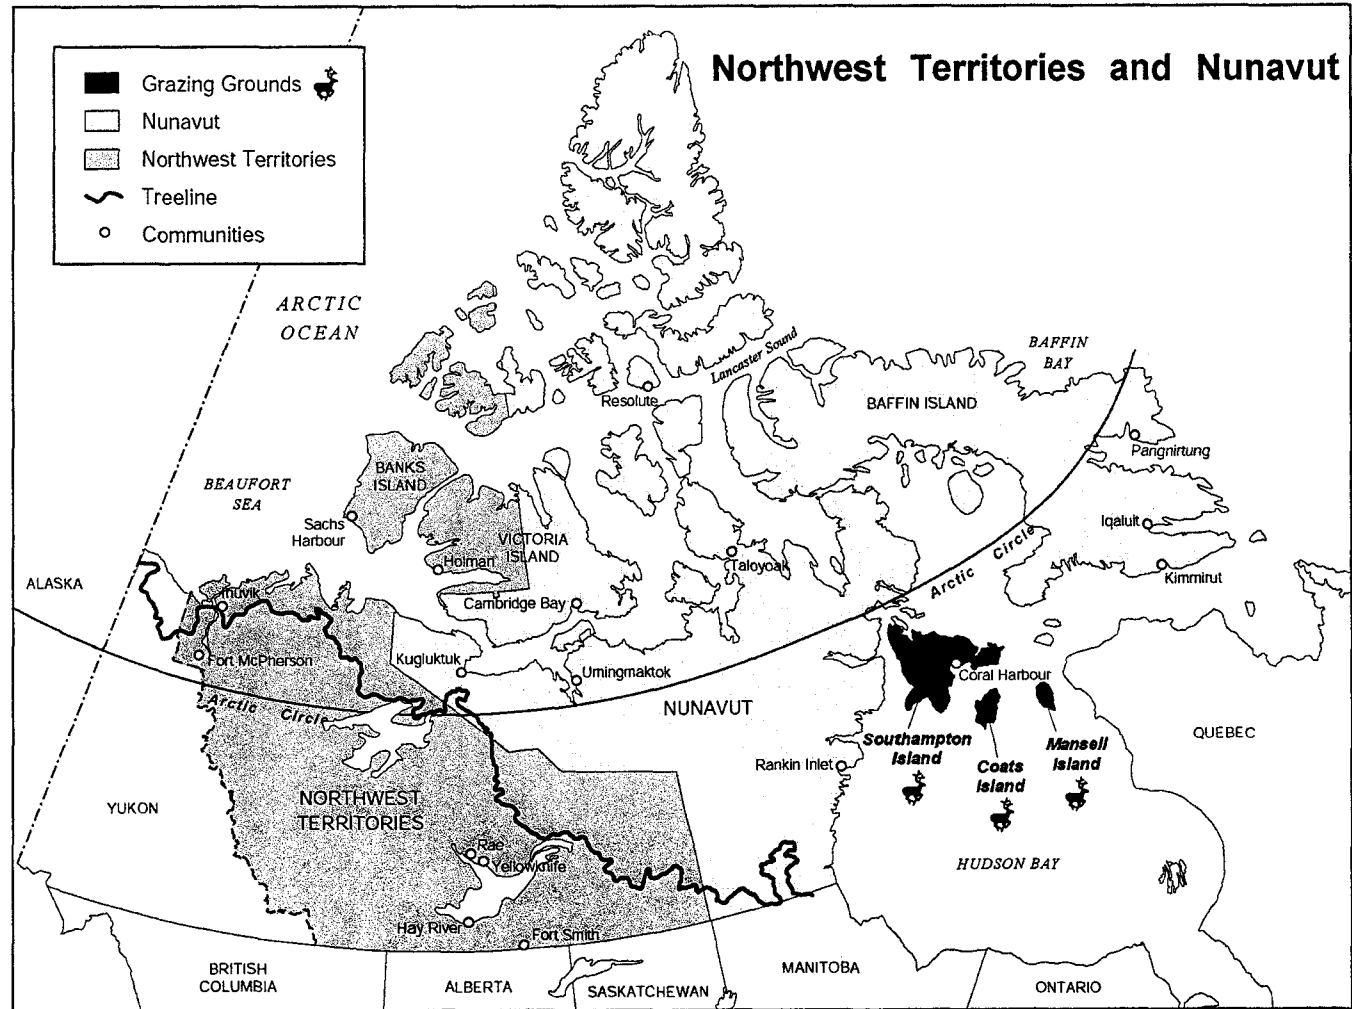 Northwest Territories and Nunavut
Grazing Grounds
Nunavut
Northwest Territories
Treeline
Communities
ARCTIC
OCEAN
Lancaster Sound
BAFFIN
BAY
Resolute
BAFFIN ISLAND
Pangnirtung
BANKS
ISLAND
BEAUFORT
SEA
Sachs
Harbour
VICTORIA
ISLAND
Holman
Iqaluit
Taloyoak
Arctic Circle
Kimmirut
ALASKA
Inuvik
Cambridge Bay
Fort McPherson
Kugluktuk
Umingmaktok
Coral Harbour
Arctic Circle
NUNAVUT
QUEBEC
Southampton
Island
Mansell
Island
Coats
Island
Rankin Inlet
YUKON
NORTHWEST
TERRITORIES
Rae
Yellowknife
HUDSON BAY
Hay River
Fort Smith
BRITISH
COLUMBIA
ALBERTA
SASKATCHEWAN
MANITOBA
ONTARIO